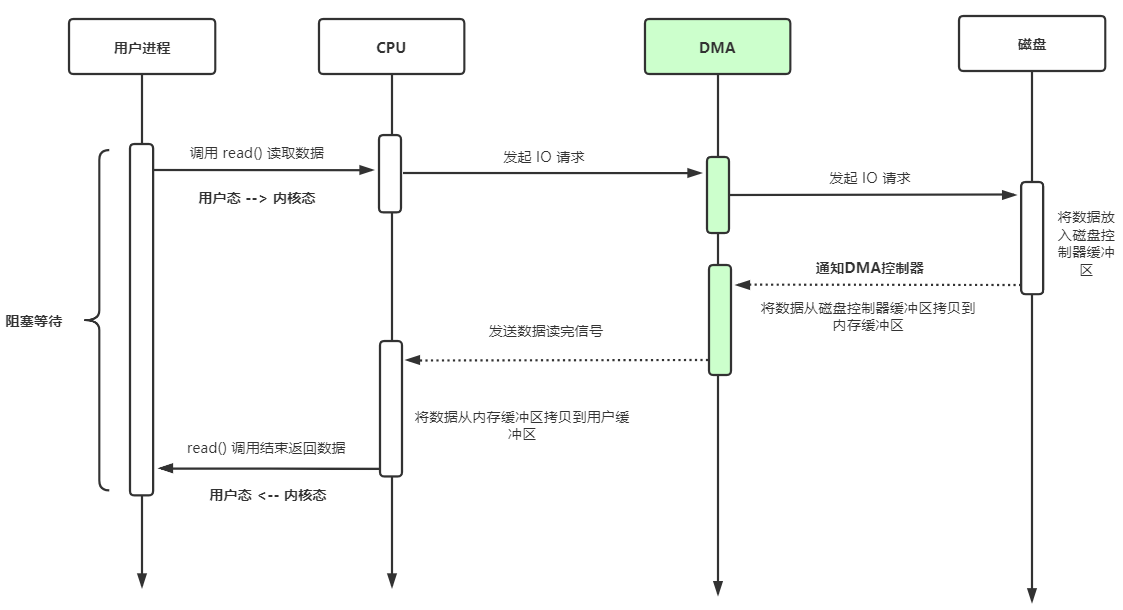 用户进程
CPU
DMA
磁盘
调用 read() 读取数据
用户态 --> 内核态
发起 IO 请求
发起 IO 请求
将数据放
入磁盘控
制器缓冲
区
通知DMA控制器
将数据从磁盘控制器缓冲区拷贝到
内存缓冲区
阻塞等待
发送数据读完信号
将数据从内存缓冲区拷贝到用户缓
冲区
read() 调用结束返回数据
用户态 <-- 内核态